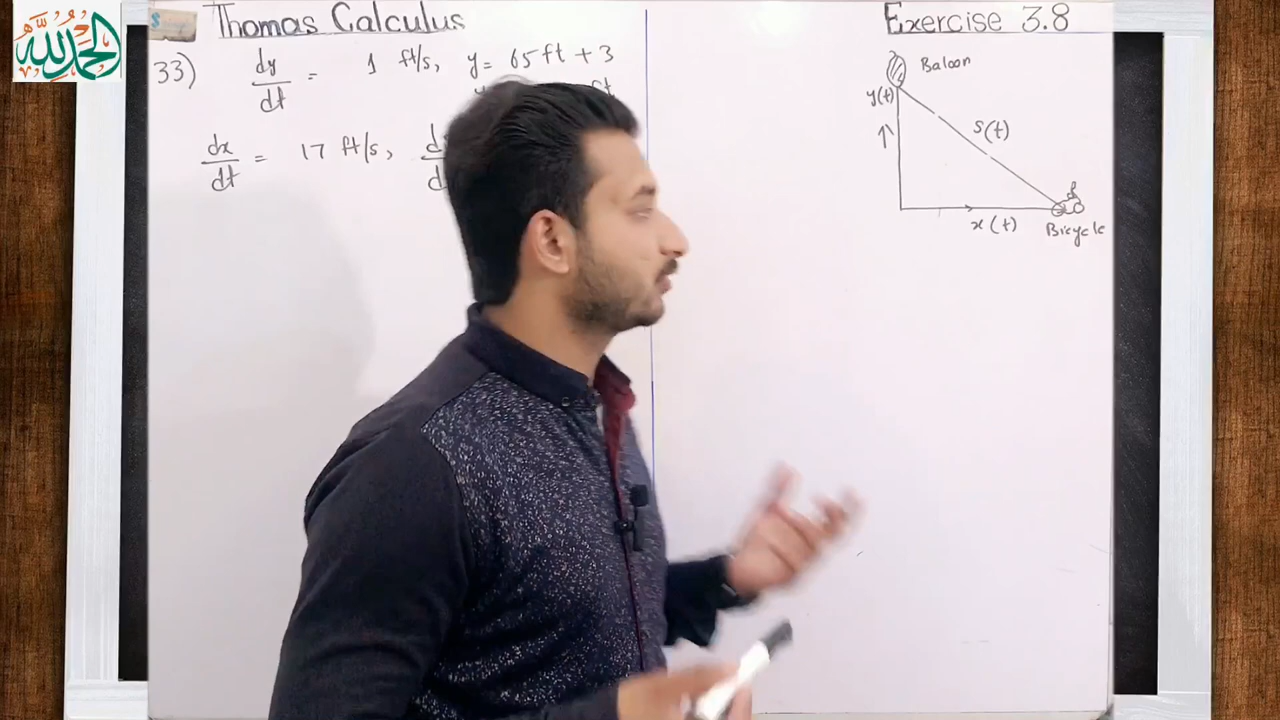 الحمد لله
Thomas Calculus
Exercise 3.8
33) dy/dt = 1 ft/s, y = 65 ft + 3
ft
dx/dt = 17 ft/s,
Baloon
y(t)
s(t)
x(t)
Bicycle